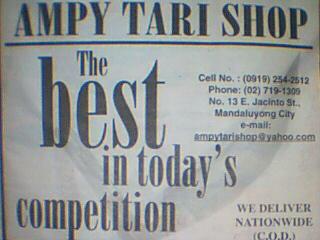 AMPY TARI SHOP
The
best
in today's
competition
Cell No. : (0919) 254-2512
Phone: (02) 719-1309
No. 13 E. Jacinto St.,
Mandaluyong City
e-mail:
ampytarishop@yahoo.com
WE DELIVER
NATIONWIDE
(C.O.D.)